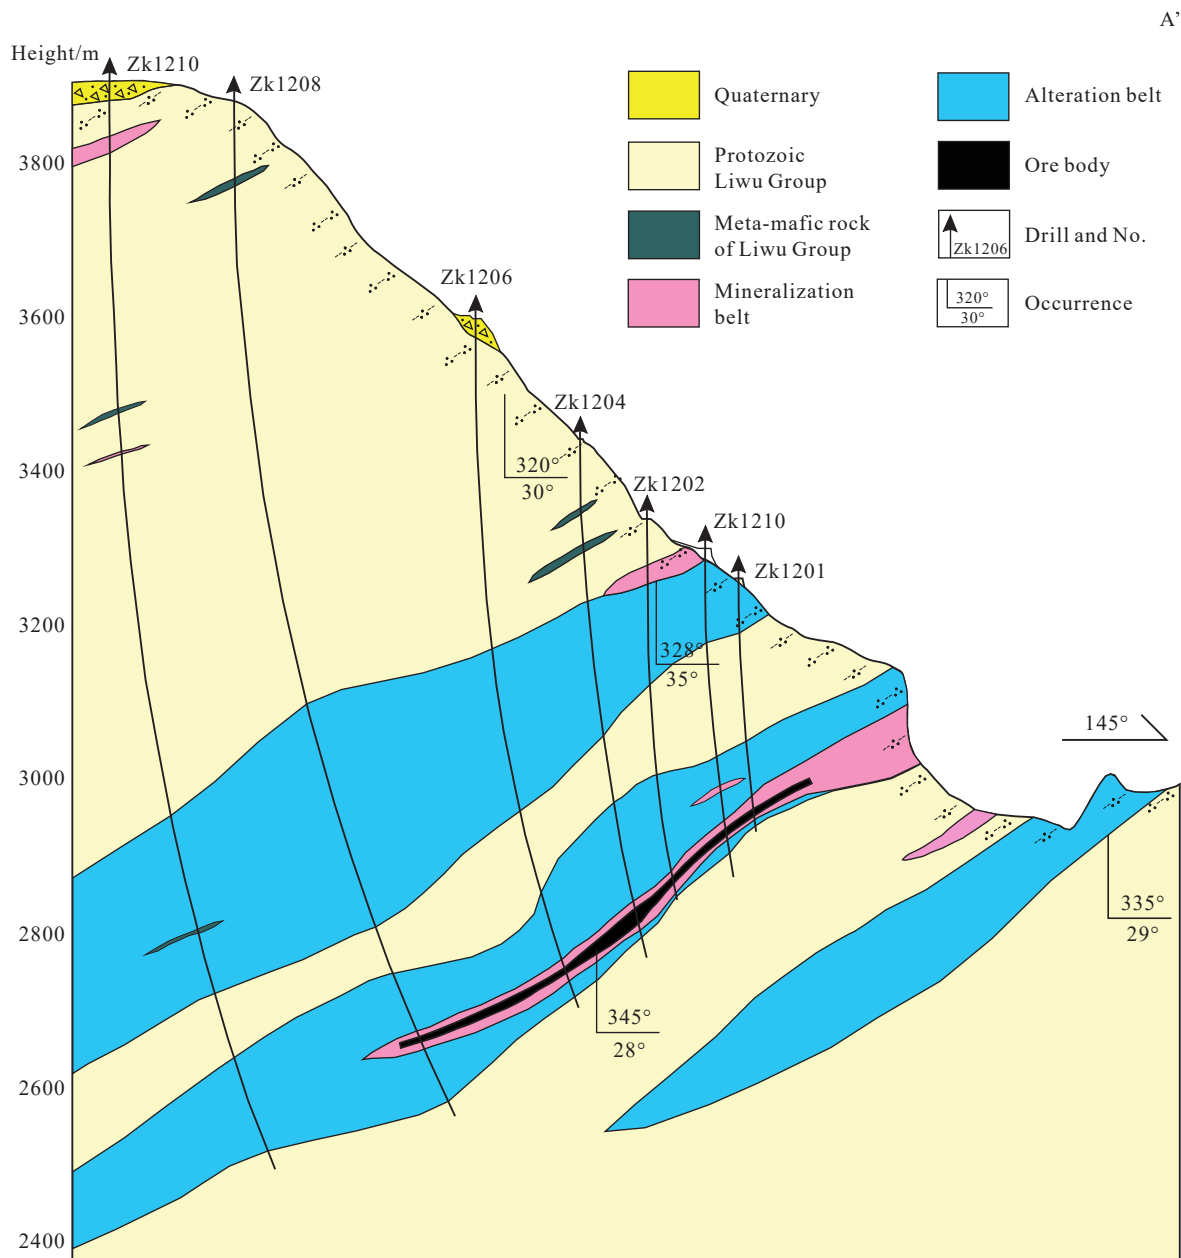 A'
Height/m
Zk1210
Zk1208
Quaternary
Alteration belt
Protozoic
Liwu Group
Ore body
Meta-mafic rock
of Liwu Group
Zk1206
Drill and No.
Mineralization
belt
320°
30°
Occurrence
3800
Zk1206
3600
Zk1204
3400
320°
30°
Zk1202
Zk1210
Zk1201
3200
328°
35°
145°
3000
335°
29°
2800
345°
28°
2600
2400